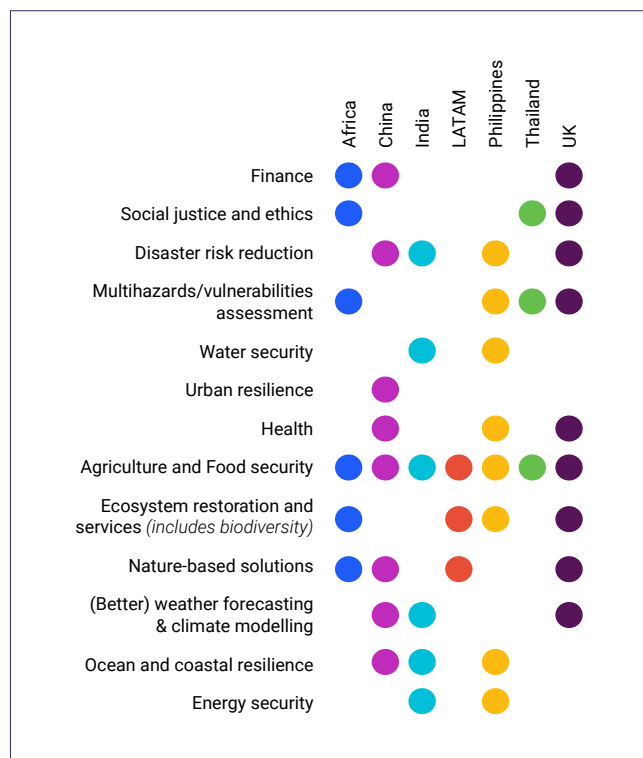 Africa
China
India
LATAM
Philippines
Thailand
UK
Finance
Social justice and ethics
Disaster risk reduction
Multihazards/vulnerabilities
assessment
Water security
Urban resilience
Health
Agriculture and Food security
Ecosystem restoration and
services (includes biodiversity)
Nature-based solutions
(Better) weather forecasting
& climate modelling
Ocean and coastal resilience
Energy security